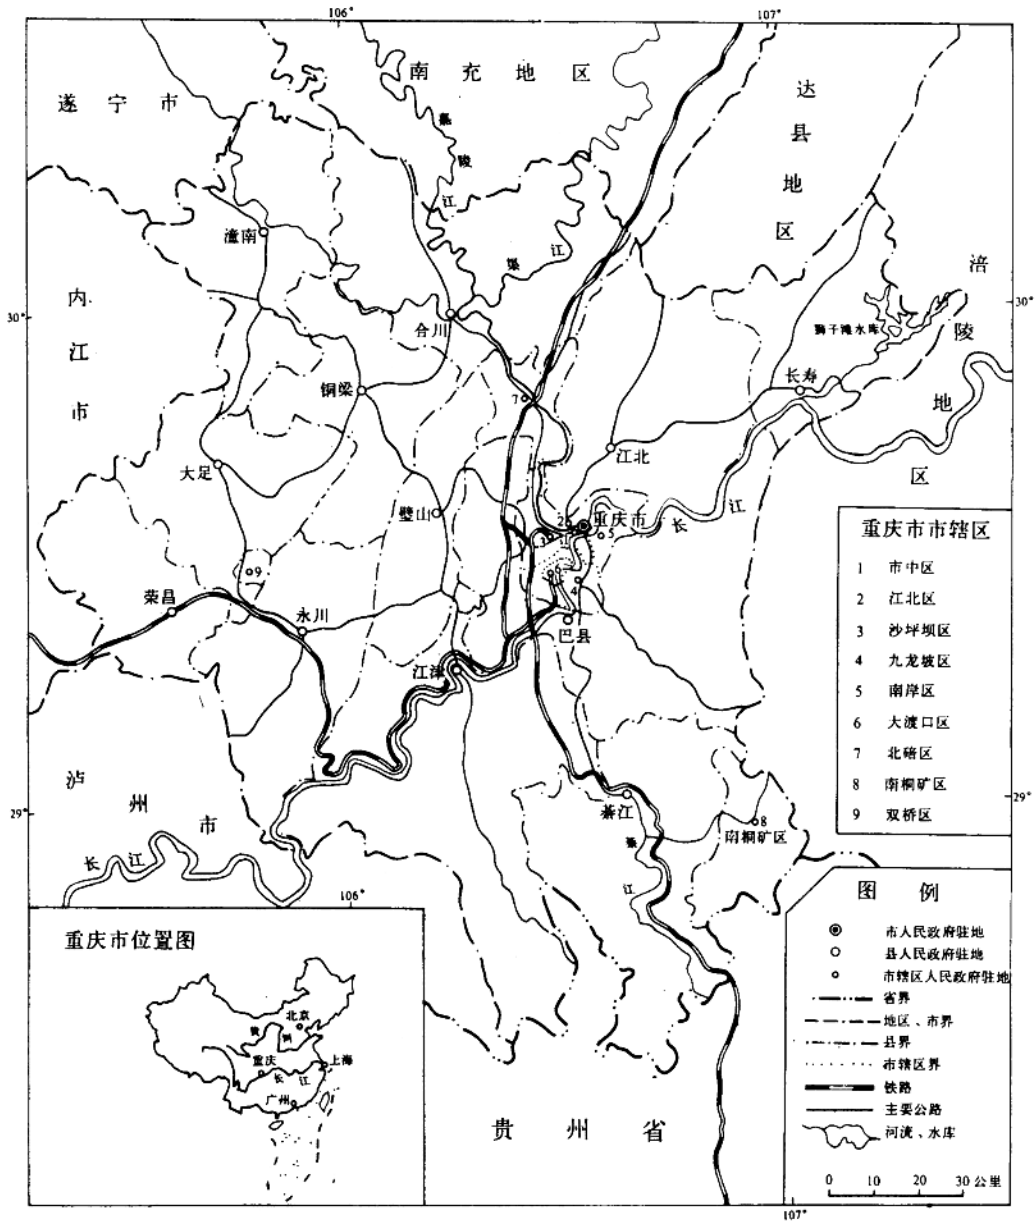 106°
107°
南充地区
遂宁市
达县地区
嘉陵江
渠江
潼南
内江市
30°
合川
狮子滩水库
涪陵地区
30°
铜梁
长寿
7
大足
江北
璧山
2
重庆市
长江
3
1
5
9
6
4
荣昌
永川
巴县
江津
泸州市
29°
綦江
8
南桐矿区
29°
长江
綦江
106°
重庆市市辖区
1 市中区
2 江北区
3 沙坪坝区
4 九龙坡区
5 南岸区
6 大渡口区
7 北碚区
8 南桐矿区
9 双桥区
重庆市位置图
北京
黄河
重庆
上海
长江
广州
贵州省
图例
市人民政府驻地
县人民政府驻地
市辖区人民政府驻地
省界
地区、市界
县界
市辖区界
铁路
主要公路
河流、水库
0 10 20 30 公里
107°